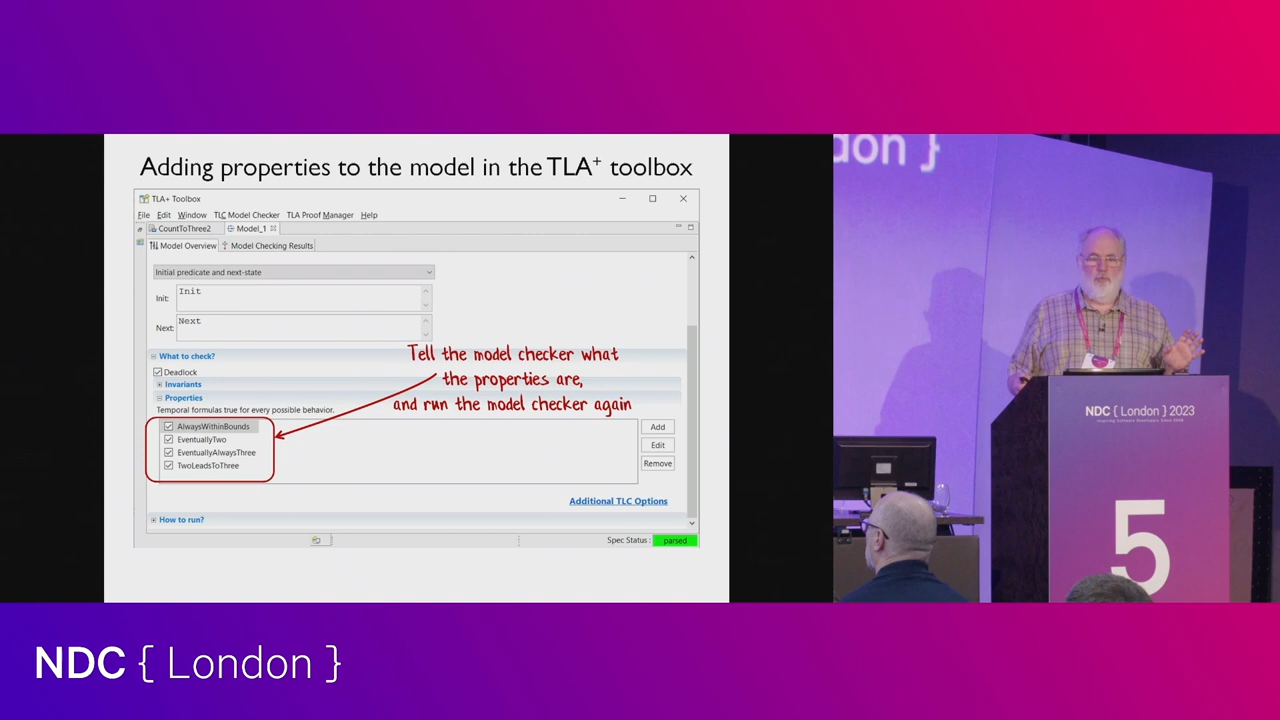 Adding properties to the model in the TLA+ toolbox
TLA+ Toolbox
File Edit Window TLC Model Checker TLA Proof Manager Help
CountToThree2 Model_1
Model Overview Model Checking Results
Initial predicate and next-state
Init: Init
Next: Next
What to check?
Deadlock
Invariants
Properties
Temporal formulas true for every possible behavior.
AlwaysWithinBounds
EventuallyTwo
EventuallyAlwaysThree
TwoLeadsToThree
Add
Edit
Remove
Tell the model checker what
the properties are,
and run the model checker again
Additional TLC Options
How to run?
Spec Status : parsed
don }
NDC { London } 2023
5
NDC { London }